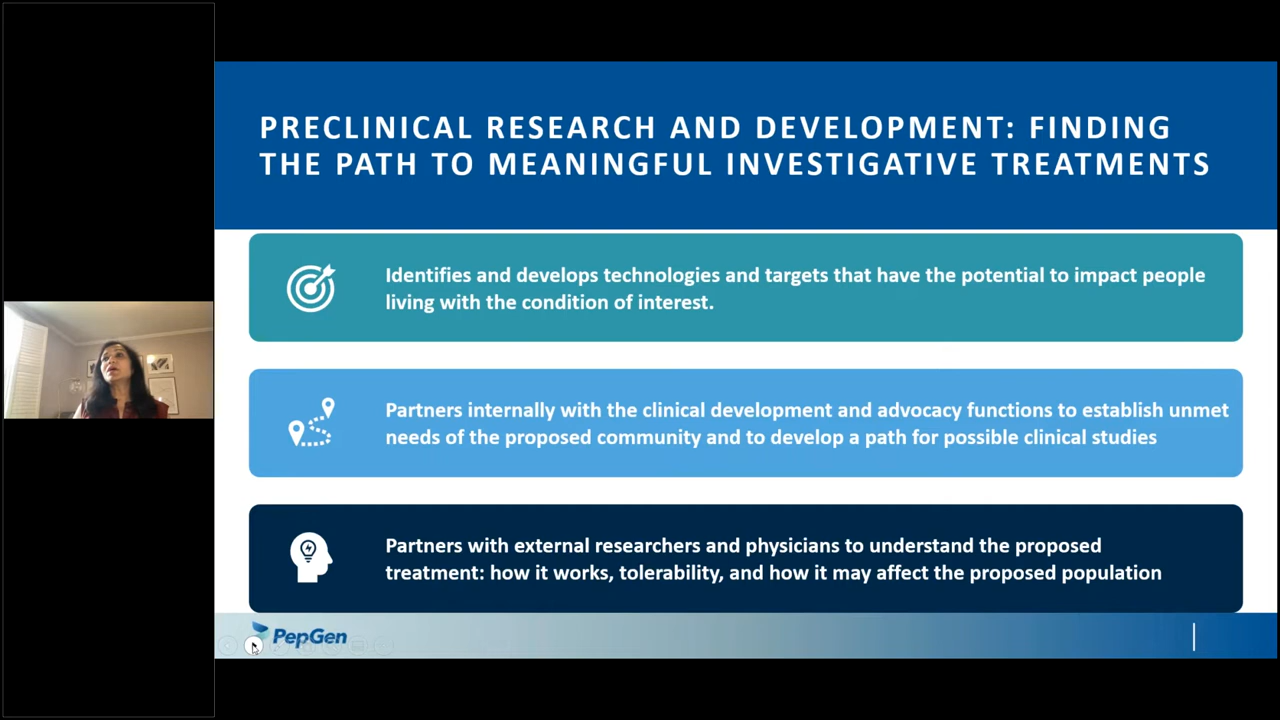 PRECLINICAL RESEARCH AND DEVELOPMENT: FINDING
THE PATH TO MEANINGFUL INVESTIGATIVE TREATMENTS
Identifies and develops technologies and targets that have the potential to impact people
living with the condition of interest.
Partners internally with the clinical development and advocacy functions to establish unmet
needs of the proposed community and to develop a path for possible clinical studies
Partners with external researchers and physicians to understand the proposed
treatment: how it works, tolerability, and how it may affect the proposed population
PepGen